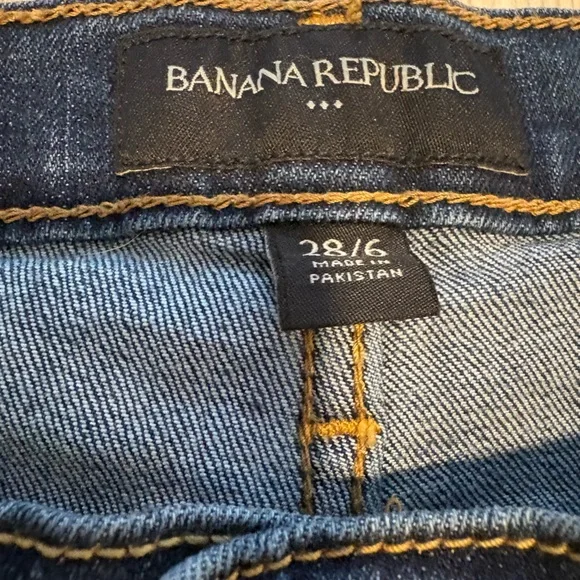 BANANA REPUBLIC
28/6
MADE IN
PAKISTAN